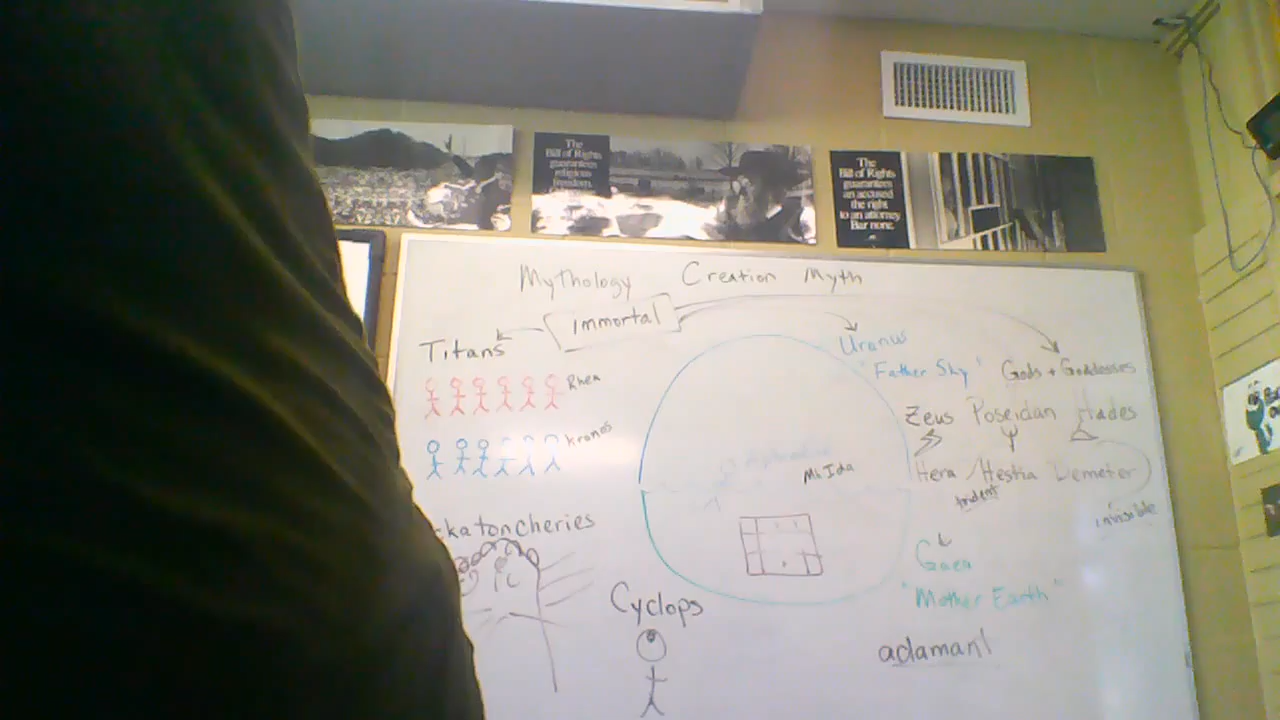 The
Bill of Rights
guarantees
religious
freedom.
The
Bill of Rights
guarantees
an accused
the right
to an attorney
Bar none.
Mythology Creation Myth
immortal
Titans
Uranus
"Father Sky"
Gods + Goddesses
Rhea
Zeus Poseidan Hades
Kronos
Mt Ida
Hera Hestia Demeter
trident
invisible
ckatoncheries
Gaea
"Mother Earth"
Cyclops
adamant